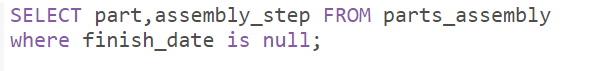 SELECT part,assembly_step FROM parts_assembly
where finish_date is null;